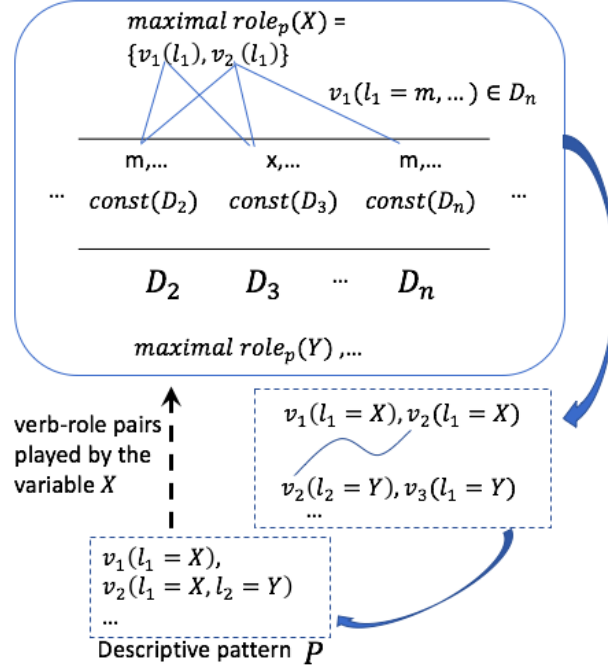 maximal role_p(X) =
{v_1(l_1), v_2 (l_1)}
v_1(l_1 = m, …) ∈ D_n
m,… x,… m,…
… const(D_2) const(D_3) const(D_n) …
D_2 D_3 … D_n
maximal role_p(Y) ,…
verb-role pairs
played by the
variable X
v_1(l_1 = X), v_2(l_1 = X)
v_2(l_2 = Y), v_3(l_1 = Y)
…
v_1(l_1 = X),
v_2(l_1 = X, l_2 = Y)
…
Descriptive pattern P